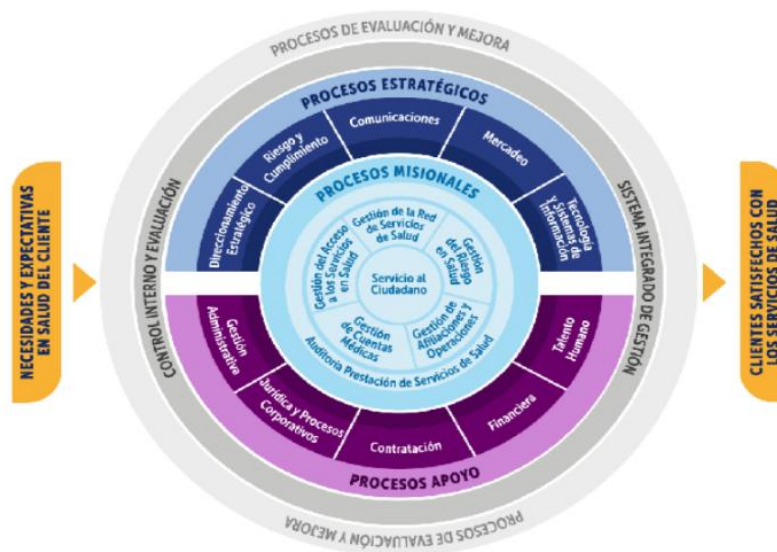 PROCESOS DE EVALUACIÓN Y MEJORA
PROCESOS ESTRATÉGICOS
Direccionamiento
Estratégico
Riesgo y
Cumplimiento
Comunicaciones
Mercadeo
Tecnología
y Sistemas de
Información
NECESIDADES Y EXPECTATIVAS
EN SALUD DEL CLIENTE
CONTROL INTERNO Y EVALUACIÓN
PROCESOS MISIONALES
Gestión del Acceso
a los Servicios
en Salud
Gestión de la Red
de Servicios
de Salud
Gestión
del Riesgo
en Salud
Servicio al
Ciudadano
Gestión
de Cuentas
Médicas
Gestión de
Afiliaciones y
Operaciones
Auditoria Prestación de Servicios de Salud
SISTEMA INTEGRADO DE GESTIÓN
CLIENTES SATISFECHOS CON
LOS SERVICIOS DE SALUD
Gestión
Administrativa
Jurídica y Procesos
Corporativos
Contratación
Financiera
Talento
Humano
PROCESOS APOYO
PROCESOS DE EVALUACIÓN Y MEJORA